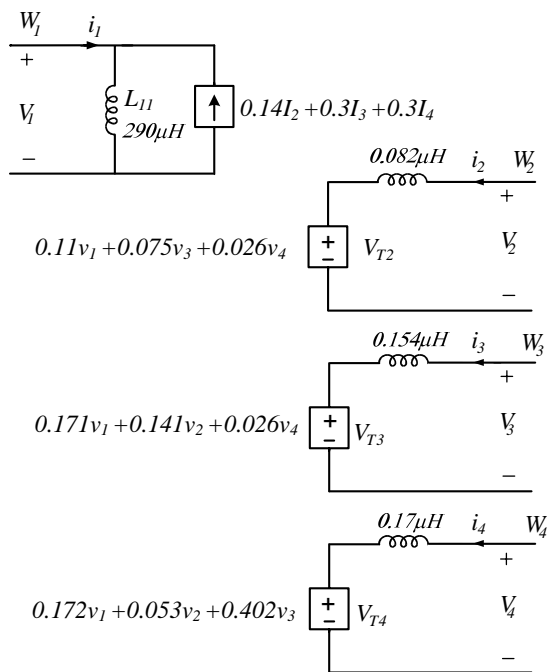 W1 i1
+
V1
−
L11
290μH
0.14I2+0.3I3+0.3I4
0.082μH
i2 W2
+
0.11v1+0.075v3+0.026v4
+
−
VT2
V2
−
0.154μH
i3 W3
+
0.171v1+0.141v2+0.026v4
+
−
VT3
V3
−
0.17μH
i4 W4
+
0.172v1+0.053v2+0.402v3
+
−
VT4
V4
−